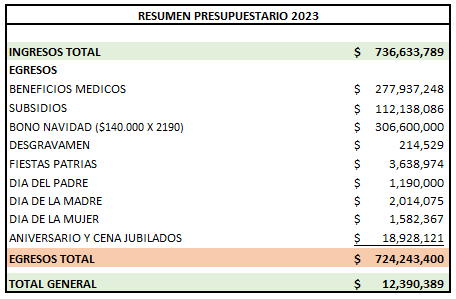 RESUMEN PRESUPUESTARIO 2023
INGRESOS TOTAL $ 736,633,789
EGRESOS
BENEFICIOS MEDICOS $ 277,937,248
SUBSIDIOS $ 112,138,086
BONO NAVIDAD ($140.000 X 2190) $ 306,600,000
DESGRAVAMEN $ 214,529
FIESTAS PATRIAS $ 3,638,974
DIA DEL PADRE $ 1,190,000
DIA DE LA MADRE $ 2,014,075
DIA DE LA MUJER $ 1,582,367
ANIVERSARIO Y CENA JUBILADOS $ 18,928,121
EGRESOS TOTAL $ 724,243,400
TOTAL GENERAL $ 12,390,389